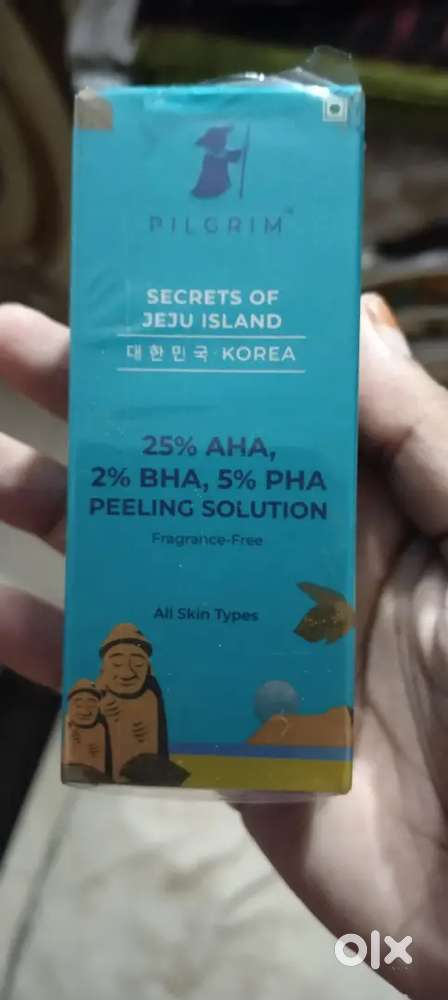 PILGRIM™
SECRETS OF
JEJU ISLAND
대한민국 KOREA
25% AHA,
2% BHA, 5% PHA
PEELING SOLUTION
Fragrance-Free
All Skin Types
olx